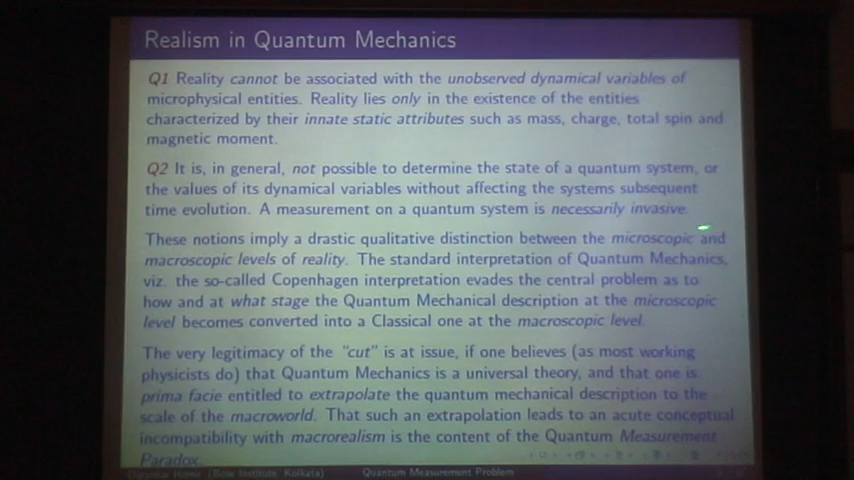 Realism in Quantum Mechanics
Q1 Reality cannot be associated with the unobserved dynamical variables of
microphysical entities. Reality lies only in the existence of the entities
characterized by their innate static attributes such as mass, charge, total spin and
magnetic moment.
Q2 It is, in general, not possible to determine the state of a quantum system, or
the values of its dynamical variables without affecting the systems subsequent
time evolution. A measurement on a quantum system is necessarily invasive.
These notions imply a drastic qualitative distinction between the microscopic and
macroscopic levels of reality. The standard interpretation of Quantum Mechanics,
viz. the so-called Copenhagen interpretation evades the central problem as to
how and at what stage the Quantum Mechanical description at the microscopic
level becomes converted into a Classical one at the macroscopic level.
The very legitimacy of the "cut" is at issue, if one believes (as most working
physicists do) that Quantum Mechanics is a universal theory, and that one is
prima facie entitled to extrapolate the quantum mechanical description to the
scale of the macroworld. That such an extrapolation leads to an acute conceptual
incompatibility with macrorealism is the content of the Quantum Measurement
Paradox.
Home (Bose Institute, Kolkata) Quantum Measurement Problem